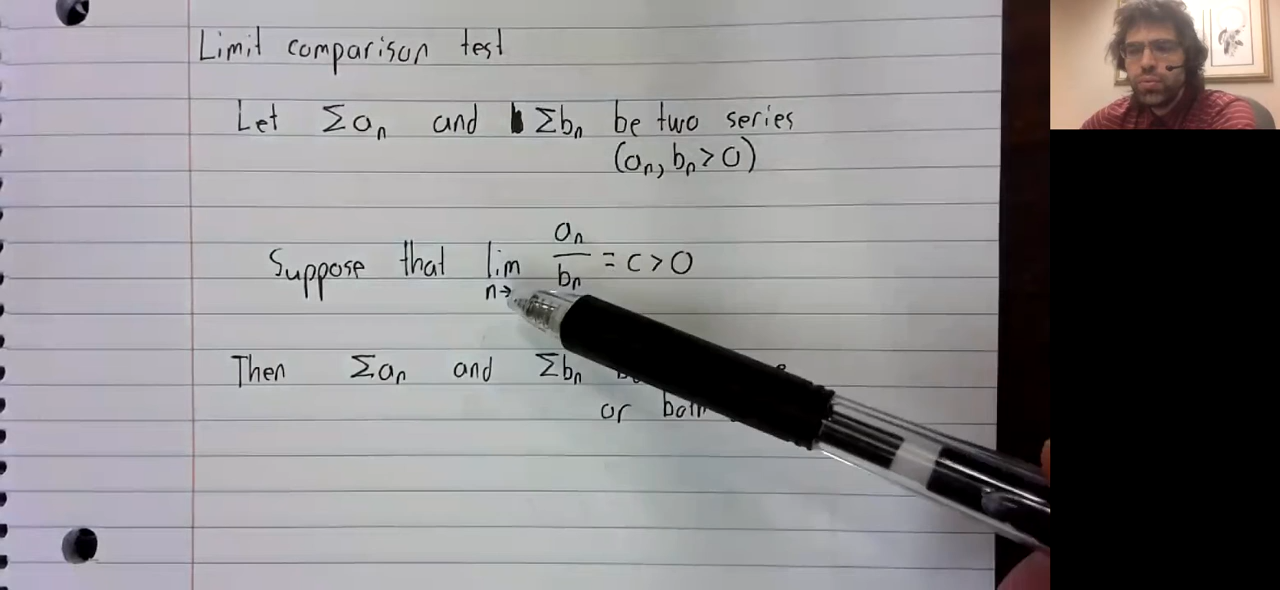 Limit comparison test
Let Σaₙ and Σbₙ be two series
(aₙ, bₙ > 0)
Suppose that lim n→ aₙ/bₙ = c > 0
Then Σaₙ and Σbₙ
or both